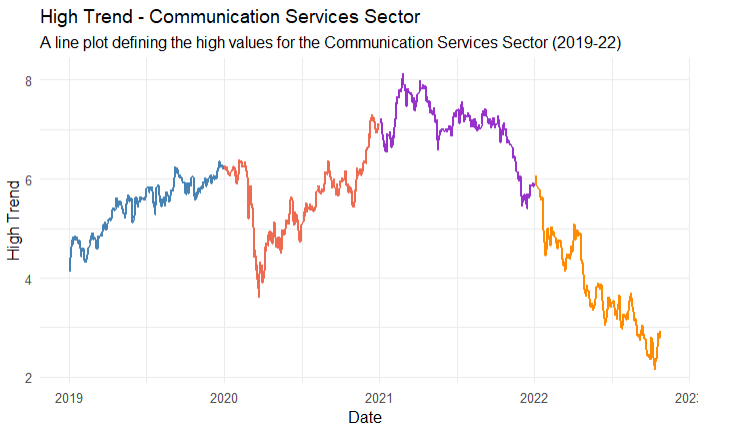 High Trend - Communication Services Sector
A line plot defining the high values for the Communication Services Sector (2019-22)
8
6
4
2
High Trend
2019 2020 2021 2022 202
Date